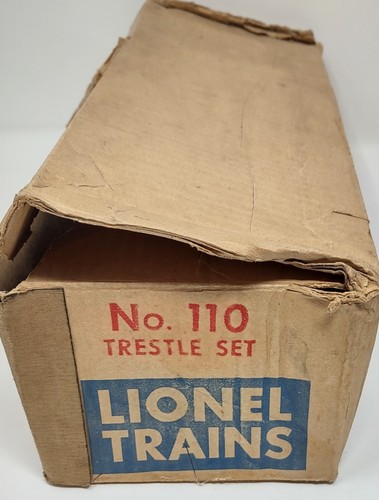 No. 110
TRESTLE SET
LIONEL
TRAINS